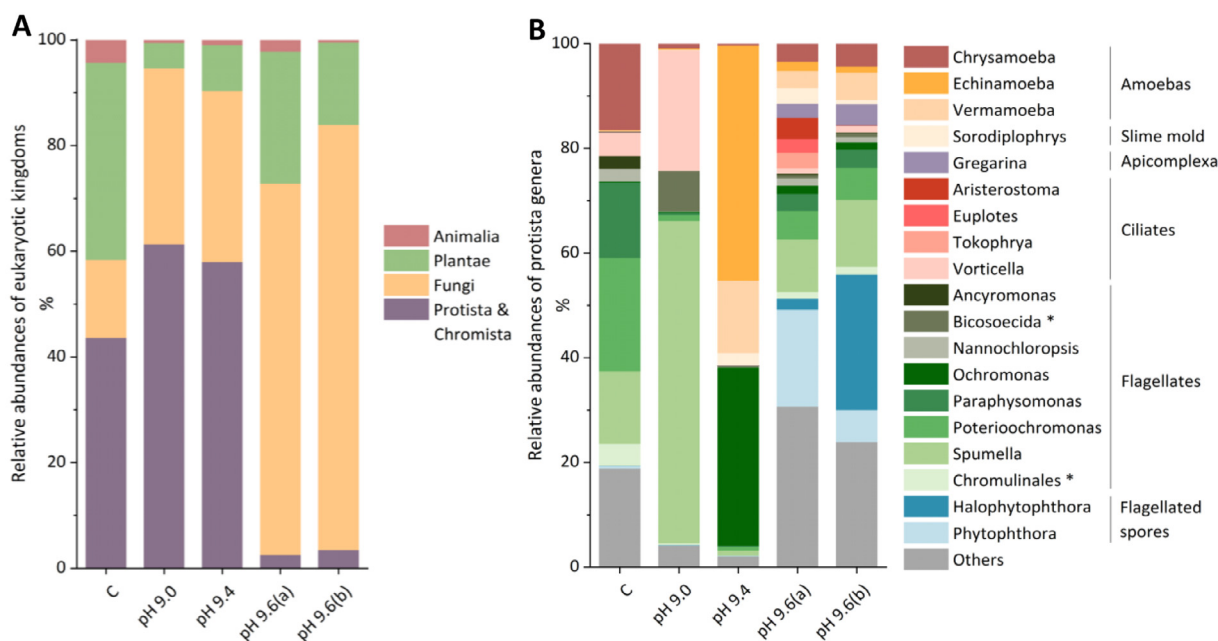 A
Relative abundances of eukaryotic kingdoms
%
100
80
60
40
20
0
C
pH 9.0
pH 9.4
pH 9.6(a)
pH 9.6(b)
Animalia
Plantae
Fungi
Protista &
Chromista
B
Relative abundances of protista genera
%
100
80
60
40
20
0
C
pH 9.0
pH 9.4
pH 9.6(a)
pH 9.6(b)
Chrysamoeba
Echinamoeba
Vermamoeba
Sorodiplophrys
Gregarina
Aristerostoma
Euplotes
Tokophrya
Vorticella
Ancyromonas
Bicosoecida *
Nannochloropsis
Ochromonas
Paraphysomonas
Poterioochromonas
Spumella
Chromulinales *
Halophytophthora
Phytophthora
Others
Amoebas
Slime mold
Apicomplexa
Ciliates
Flagellates
Flagellated
spores